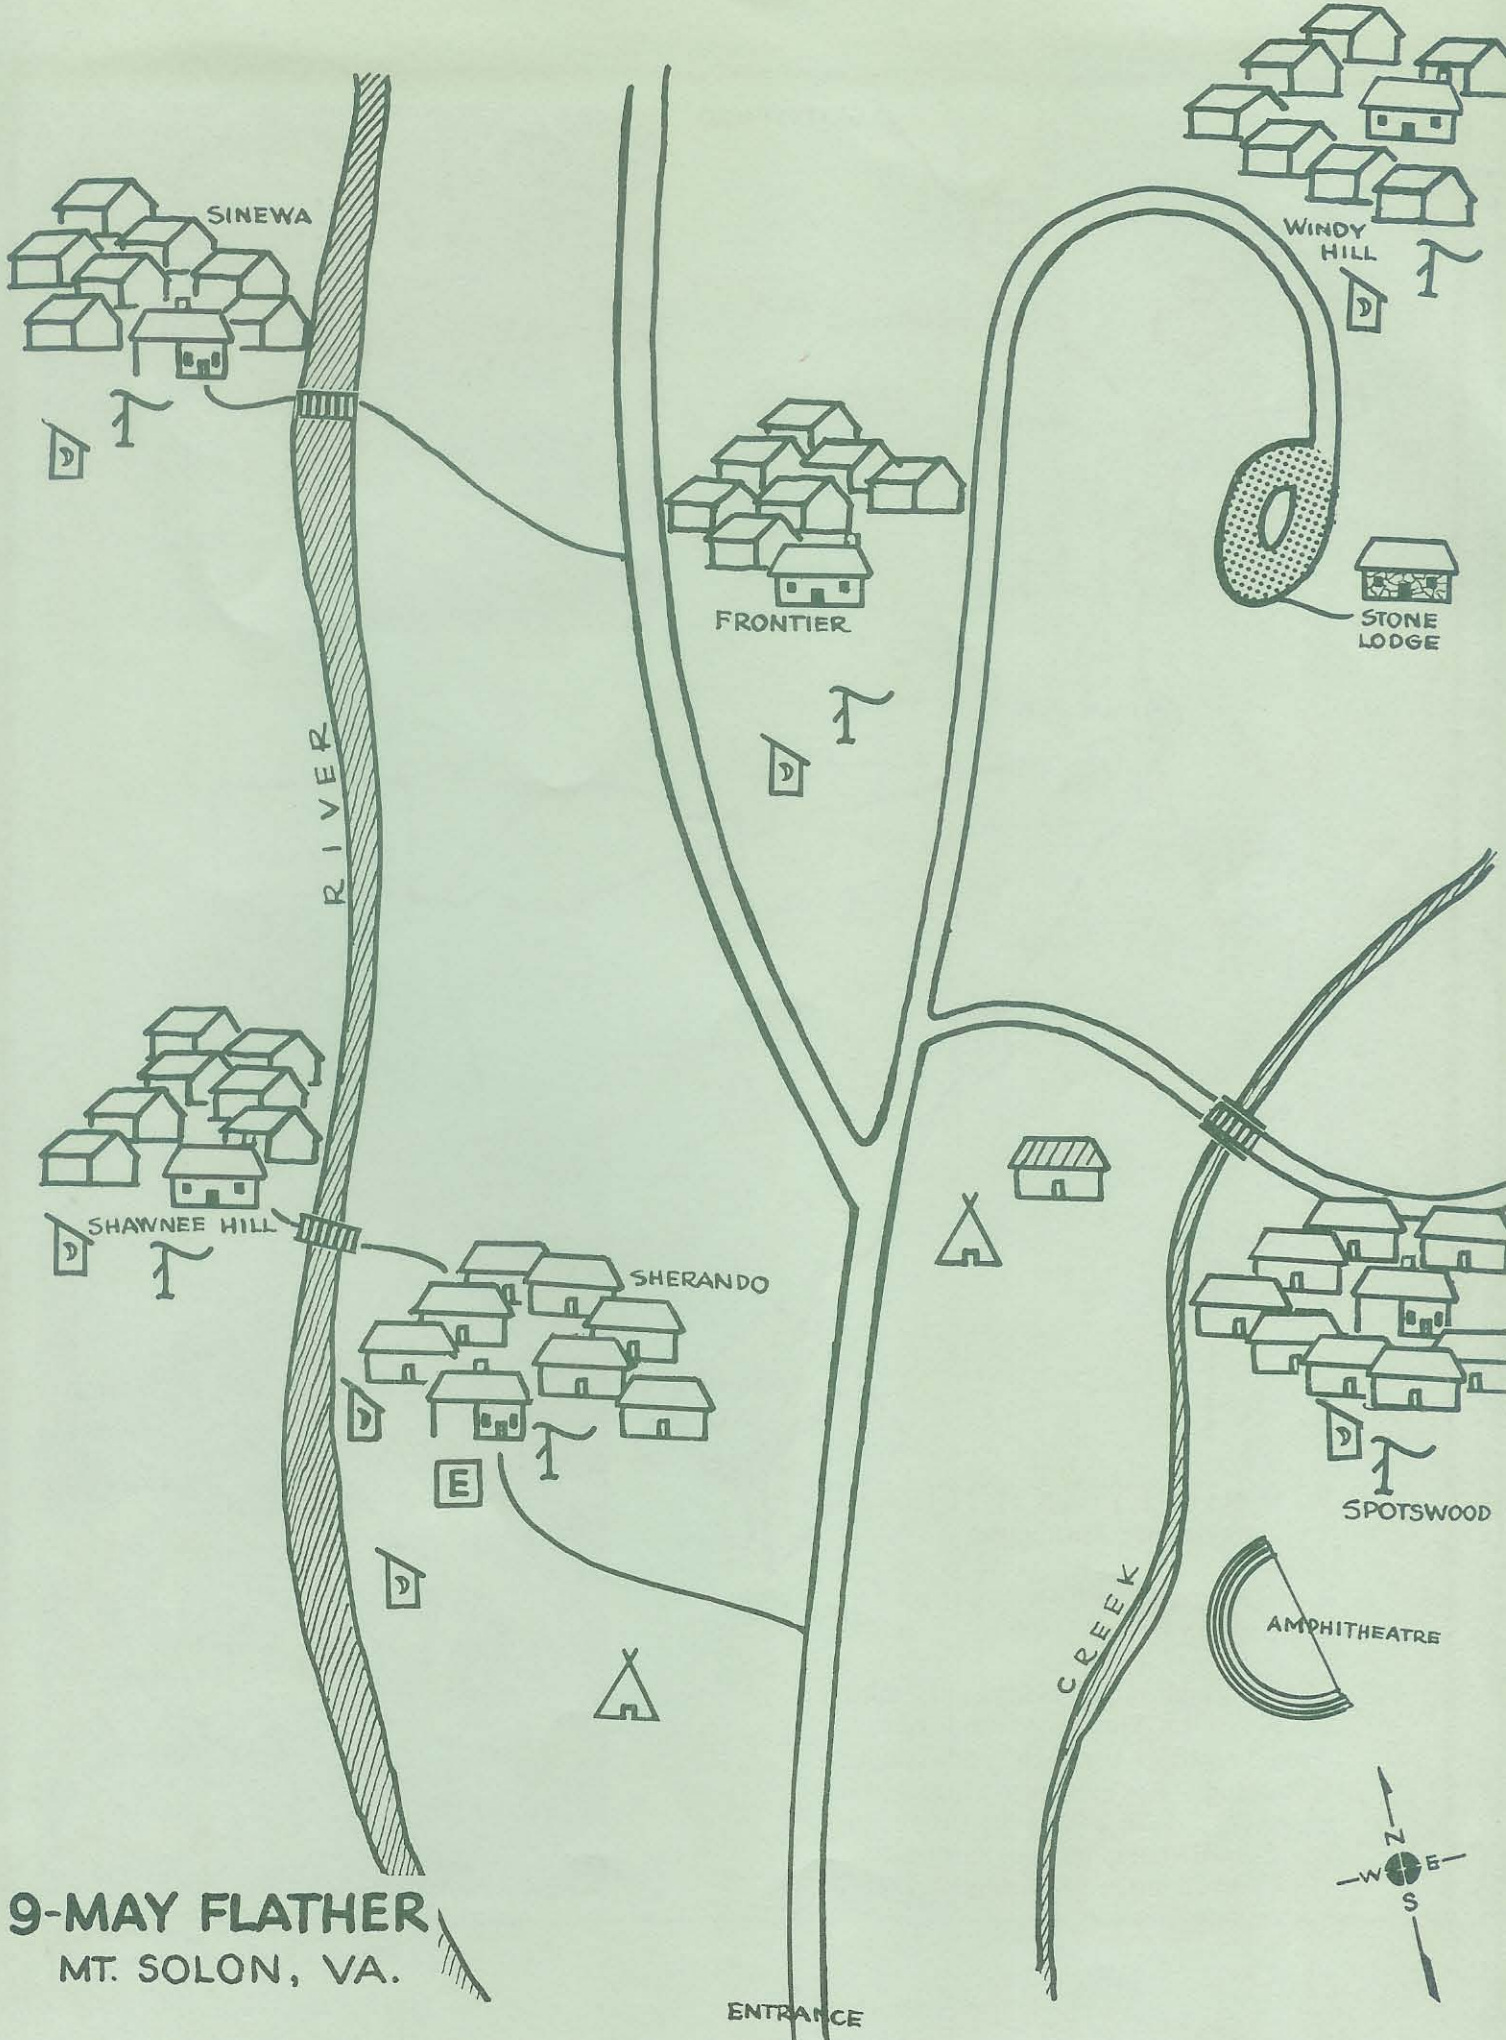 SINEWA
WINDY
HILL
FRONTIER
STONE
LODGE
RIVER
SHAWNEE HILL
SHERANDO
E
SPOTSWOOD
CREEK
AMPHITHEATRE
N
W E
S
9-MAY FLATHER
MT. SOLON, VA.
ENTRANCE